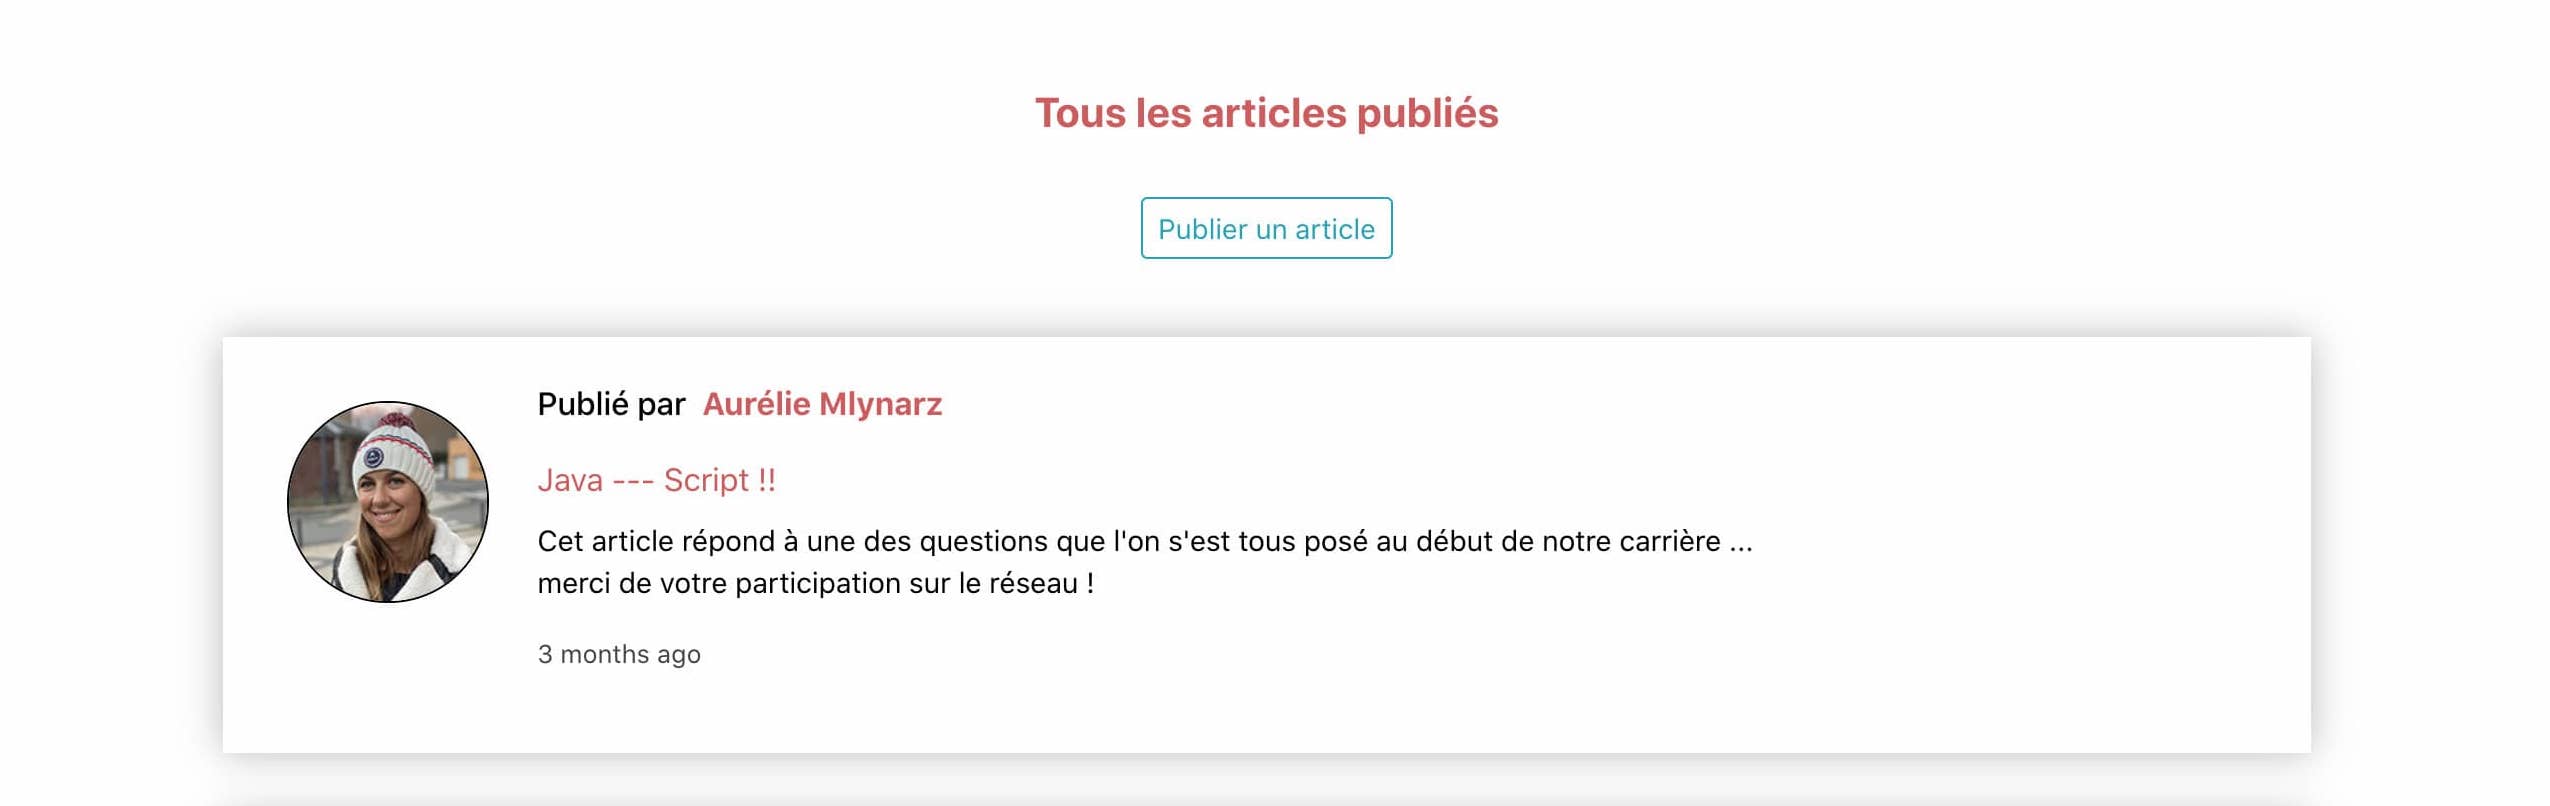 Tous les articles publiés
Publier un article
Publié par Aurélie Mlynarz
Java --- Script !!
Cet article répond à une des questions que l'on s'est tous posé au début de notre carrière ...
merci de votre participation sur le réseau !
3 months ago